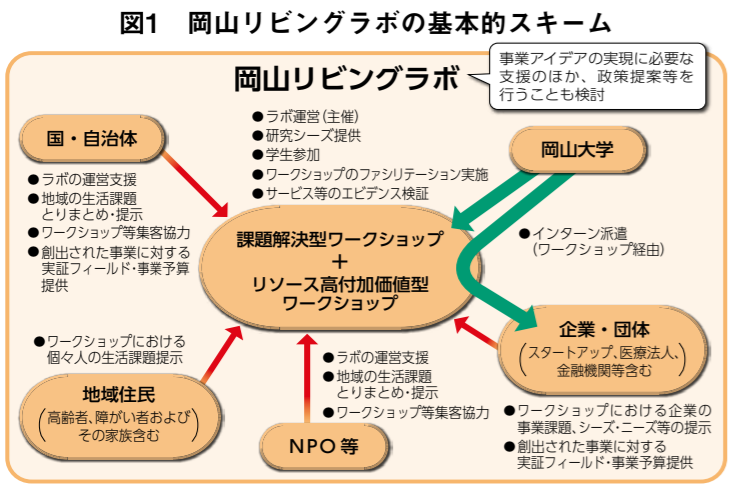 図1　岡山リビングラボの基本的スキーム
岡山リビングラボ
事業アイデアの実現に必要な
支援のほか、政策提案等を
行うことも検討
国・自治体
●ラボの運営支援
●地域の生活課題
とりまとめ・提示
●ワークショップ等集客協力
●創出された事業に対する
実証フィールド・事業予算
提供
●ラボ運営（主催）
●研究シーズ提供
●学生参加
●ワークショップのファシリテーション実施
●サービス等のエビデンス検証
岡山大学
●インターン派遣
（ワークショップ経由）
課題解決型ワークショップ
＋
リソース高付加価値型
ワークショップ
企業・団体
（スタートアップ、医療法人、
金融機関等含む）
●ワークショップにおける企業の
事業課題、シーズ・ニーズ等の提示
●創出された事業に対する
実証フィールド・事業予算提供
●ワークショップにおける
個々人の生活課題提示
地域住民
（高齢者、障がい者および
その家族含む）
●ラボの運営支援
●地域の生活課題
とりまとめ・提示
●ワークショップ等集客協力
NPO等